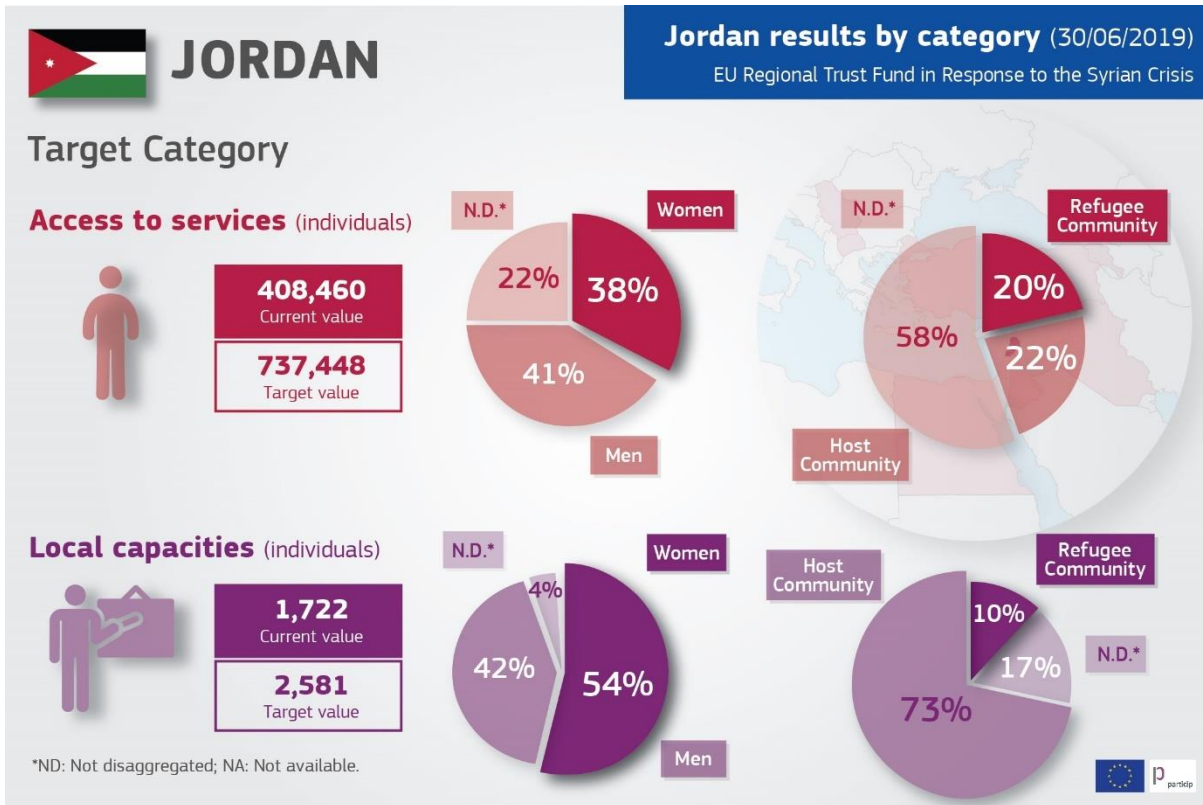 JORDAN
Jordan results by category (30/06/2019)
EU Regional Trust Fund in Response to the Syrian Crisis
Target Category
Access to services (individuals)
408,460
Current value
737,448
Target value
N.D.*
Women
22%
38%
41%
Men
N.D.*
Refugee
Community
20%
58%
22%
Host
Community
Local capacities (individuals)
1,722
Current value
2,581
Target value
N.D.*
Women
4%
42%
54%
Men
Host
Community
Refugee
Community
10%
N.D.*
17%
73%
*ND: Not disaggregated; NA: Not available.
p
particip